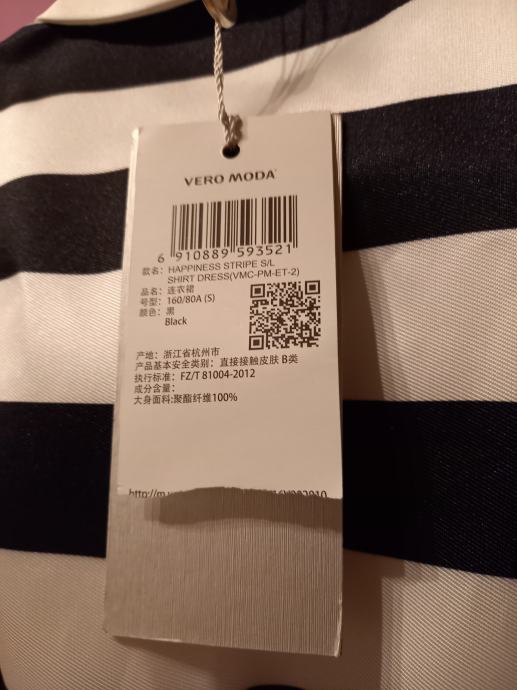 VERO MODA
6 910889 593521
款名: HAPPINESS STRIPE S/L
SHIRT DRESS(VMC-PM-ET-2)
品名: 连衣裙
号型: 160/80A (S)
颜色: 黑
Black
产地: 浙江省杭州市
产品基本安全类别: 直接接触皮肤 B类
执行标准: FZ/T 81004-2012
成分含量:
大身面料:聚酯纤维100%